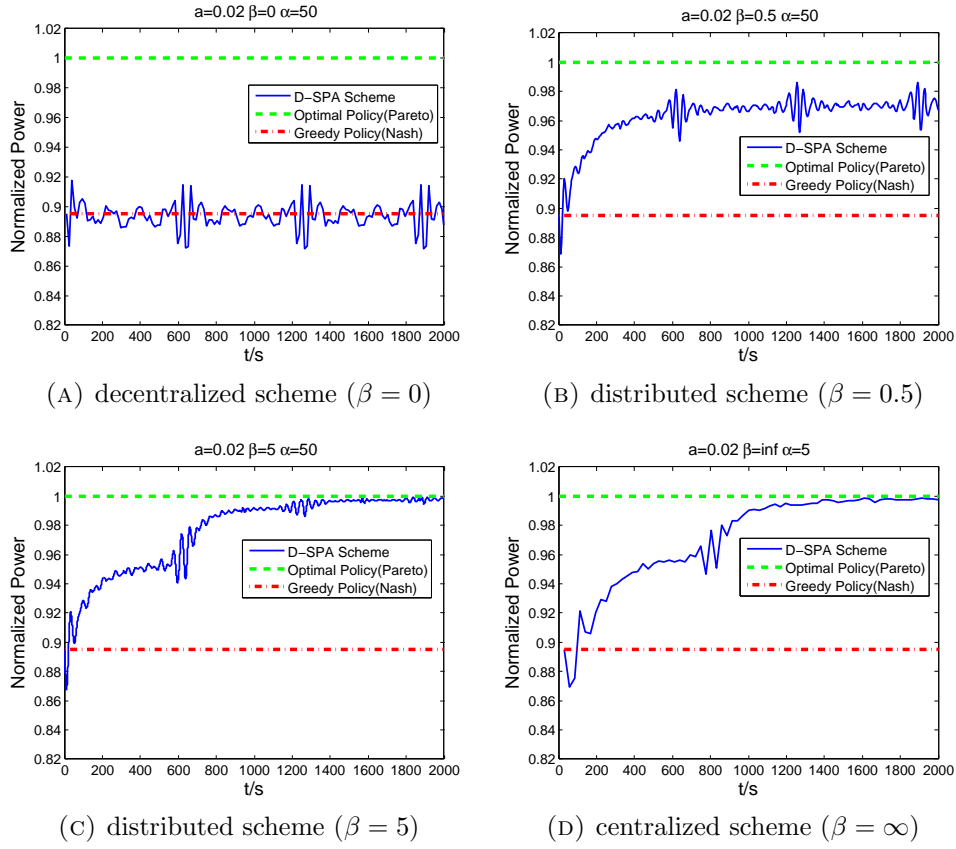 a=0.02 β=0 α=50
1.02
1
0.98
0.96
0.94
0.92
0.9
0.88
0.86
0.84
0.82
Normalized Power
D-SPA Scheme
Optimal Policy(Pareto)
Greedy Policy(Nash)
0 200 400 600 800 1000 1200 1400 1600 1800 2000
t/s
(A) decentralized scheme (β = 0)
a=0.02 β=0.5 α=50
1.02
1
0.98
0.96
0.94
0.92
0.9
0.88
0.86
0.84
0.82
Normalized Power
D-SPA Scheme
Optimal Policy(Pareto)
Greedy Policy(Nash)
0 200 400 600 800 1000 1200 1400 1600 1800 2000
t/s
(B) distributed scheme (β = 0.5)
a=0.02 β=5 α=50
1.02
1
0.98
0.96
0.94
0.92
0.9
0.88
0.86
0.84
0.82
Normalized Power
D-SPA Scheme
Optimal Policy(Pareto)
Greedy Policy(Nash)
0 200 400 600 800 1000 1200 1400 1600 1800 2000
t/s
(C) distributed scheme (β = 5)
a=0.02 β=inf α=5
1.02
1
0.98
0.96
0.94
0.92
0.9
0.88
0.86
0.84
0.82
Normalized Power
D-SPA Scheme
Optimal Policy(Pareto)
Greedy Policy(Nash)
0 200 400 600 800 1000 1200 1400 1600 1800 2000
t/s
(D) centralized scheme (β = ∞)